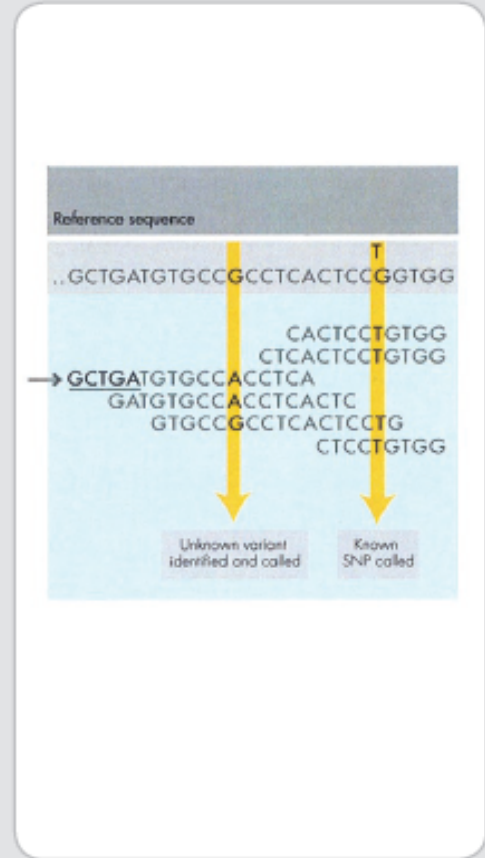 Reference sequence
T
..GCTGATGTGCCGCCTCACTCCGGTGG
CACTCCTGTGG
CTCACTCCTGTGG
→GCTGATGTGCCACCTCA
GATGTGCCACCTCACTC
GTGCCGCCTCACTCCTG
CTCCTGTGG
Unknown variant
identified and called
Known
SNP called